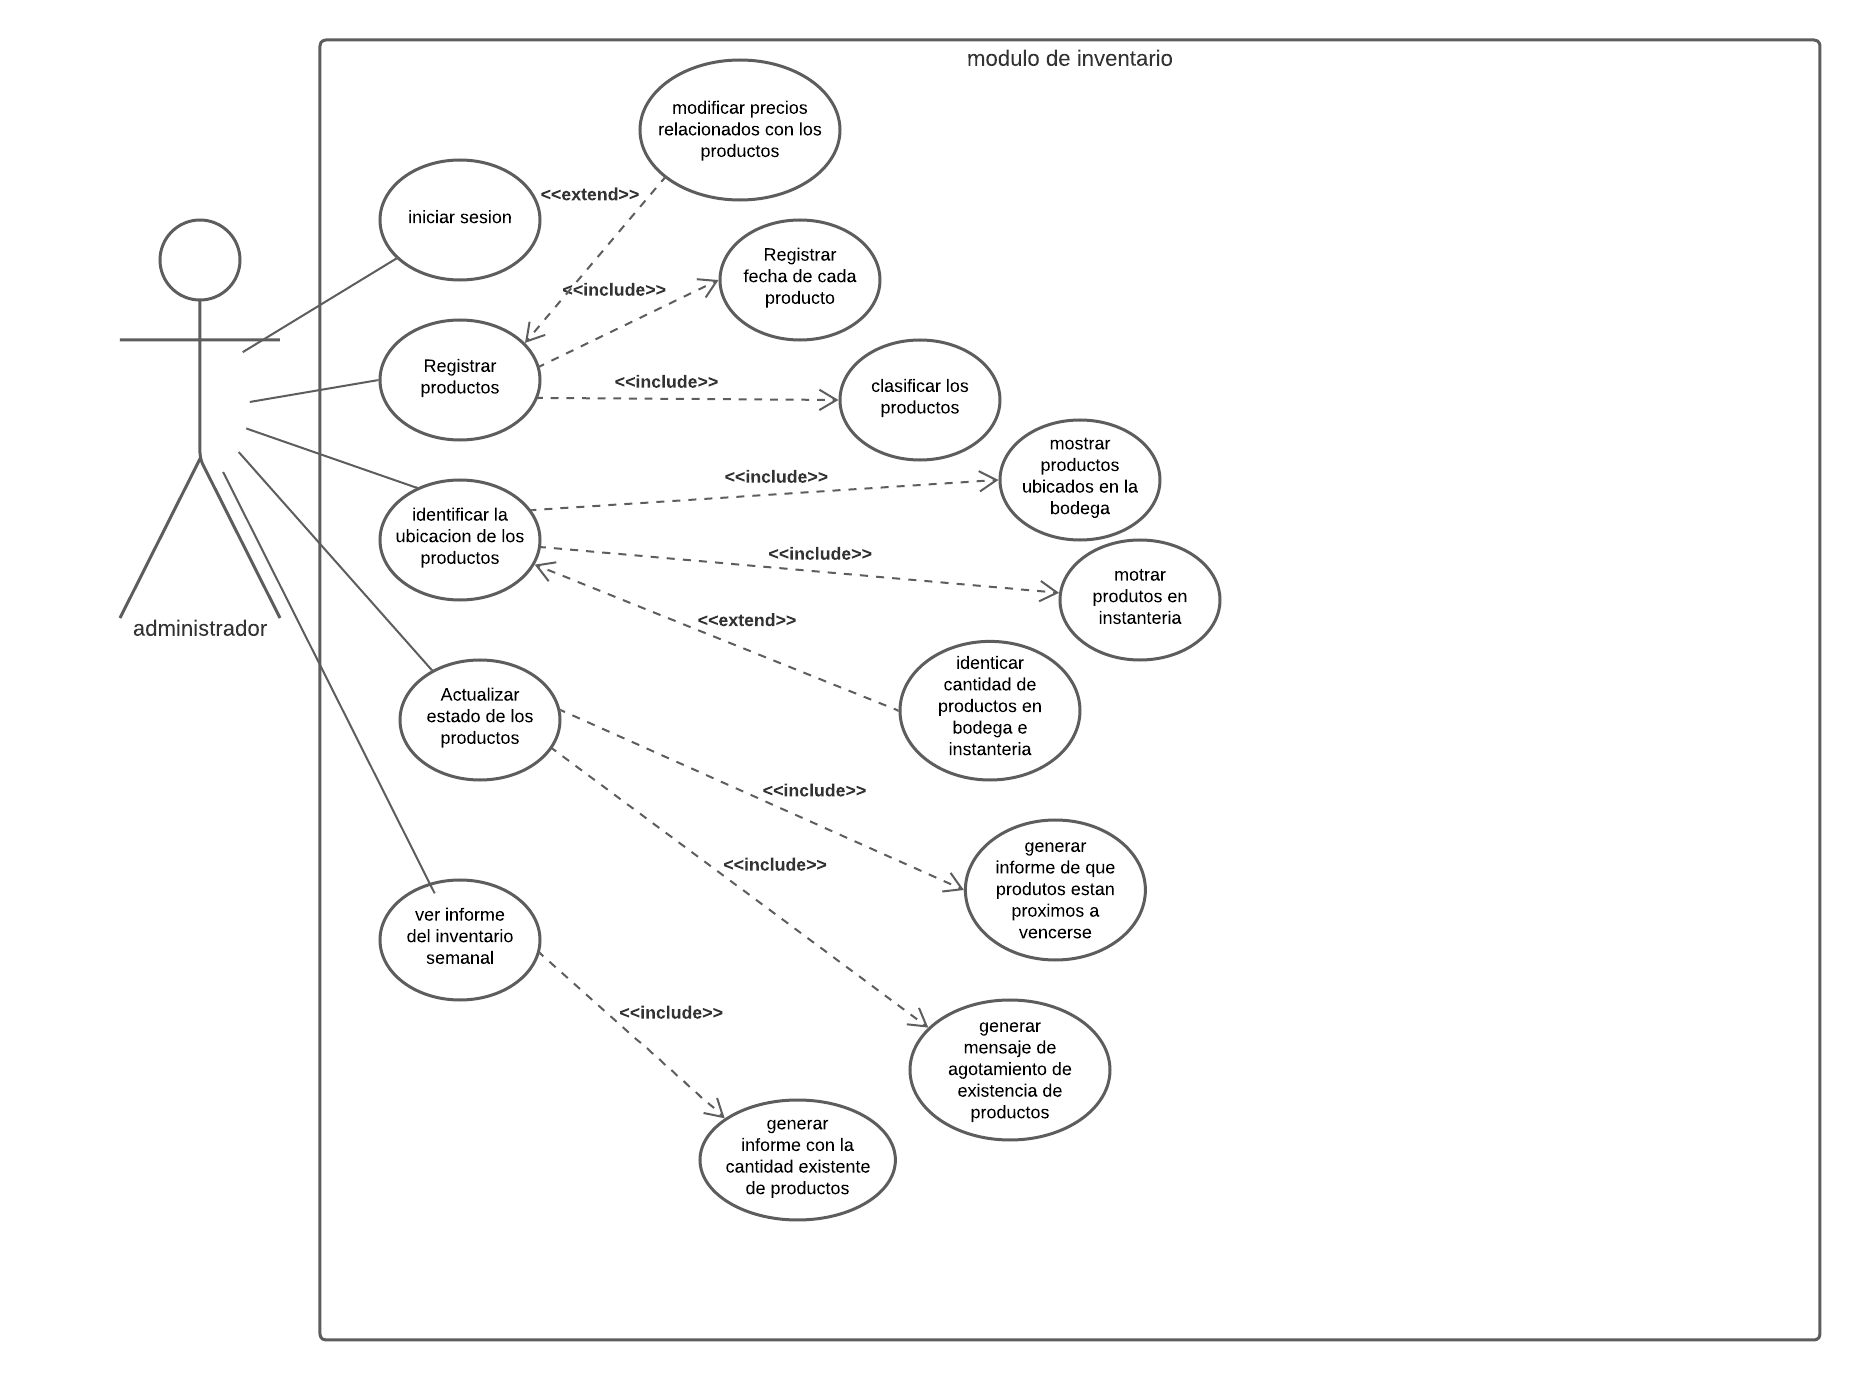 modulo de inventario
modificar precios
relacionados con los
productos
<<extend>>
iniciar sesion
Registrar
fecha de cada
producto
<<include>>
Registrar
productos
<<include>>
clasificar los
productos
<<include>>
mostrar
productos
ubicados en la
bodega
identificar la
ubicacion de los
productos
<<include>>
motrar
produtos en
instanteria
<<extend>>
administrador
identicar
cantidad de
productos en
bodega e
instanteria
Actualizar
estado de los
productos
<<include>>
<<include>>
generar
informe de que
produtos estan
proximos a
vencerse
ver informe
del inventario
semanal
<<include>>
generar
mensaje de
agotamiento de
existencia de
productos
generar
informe con la
cantidad existente
de productos